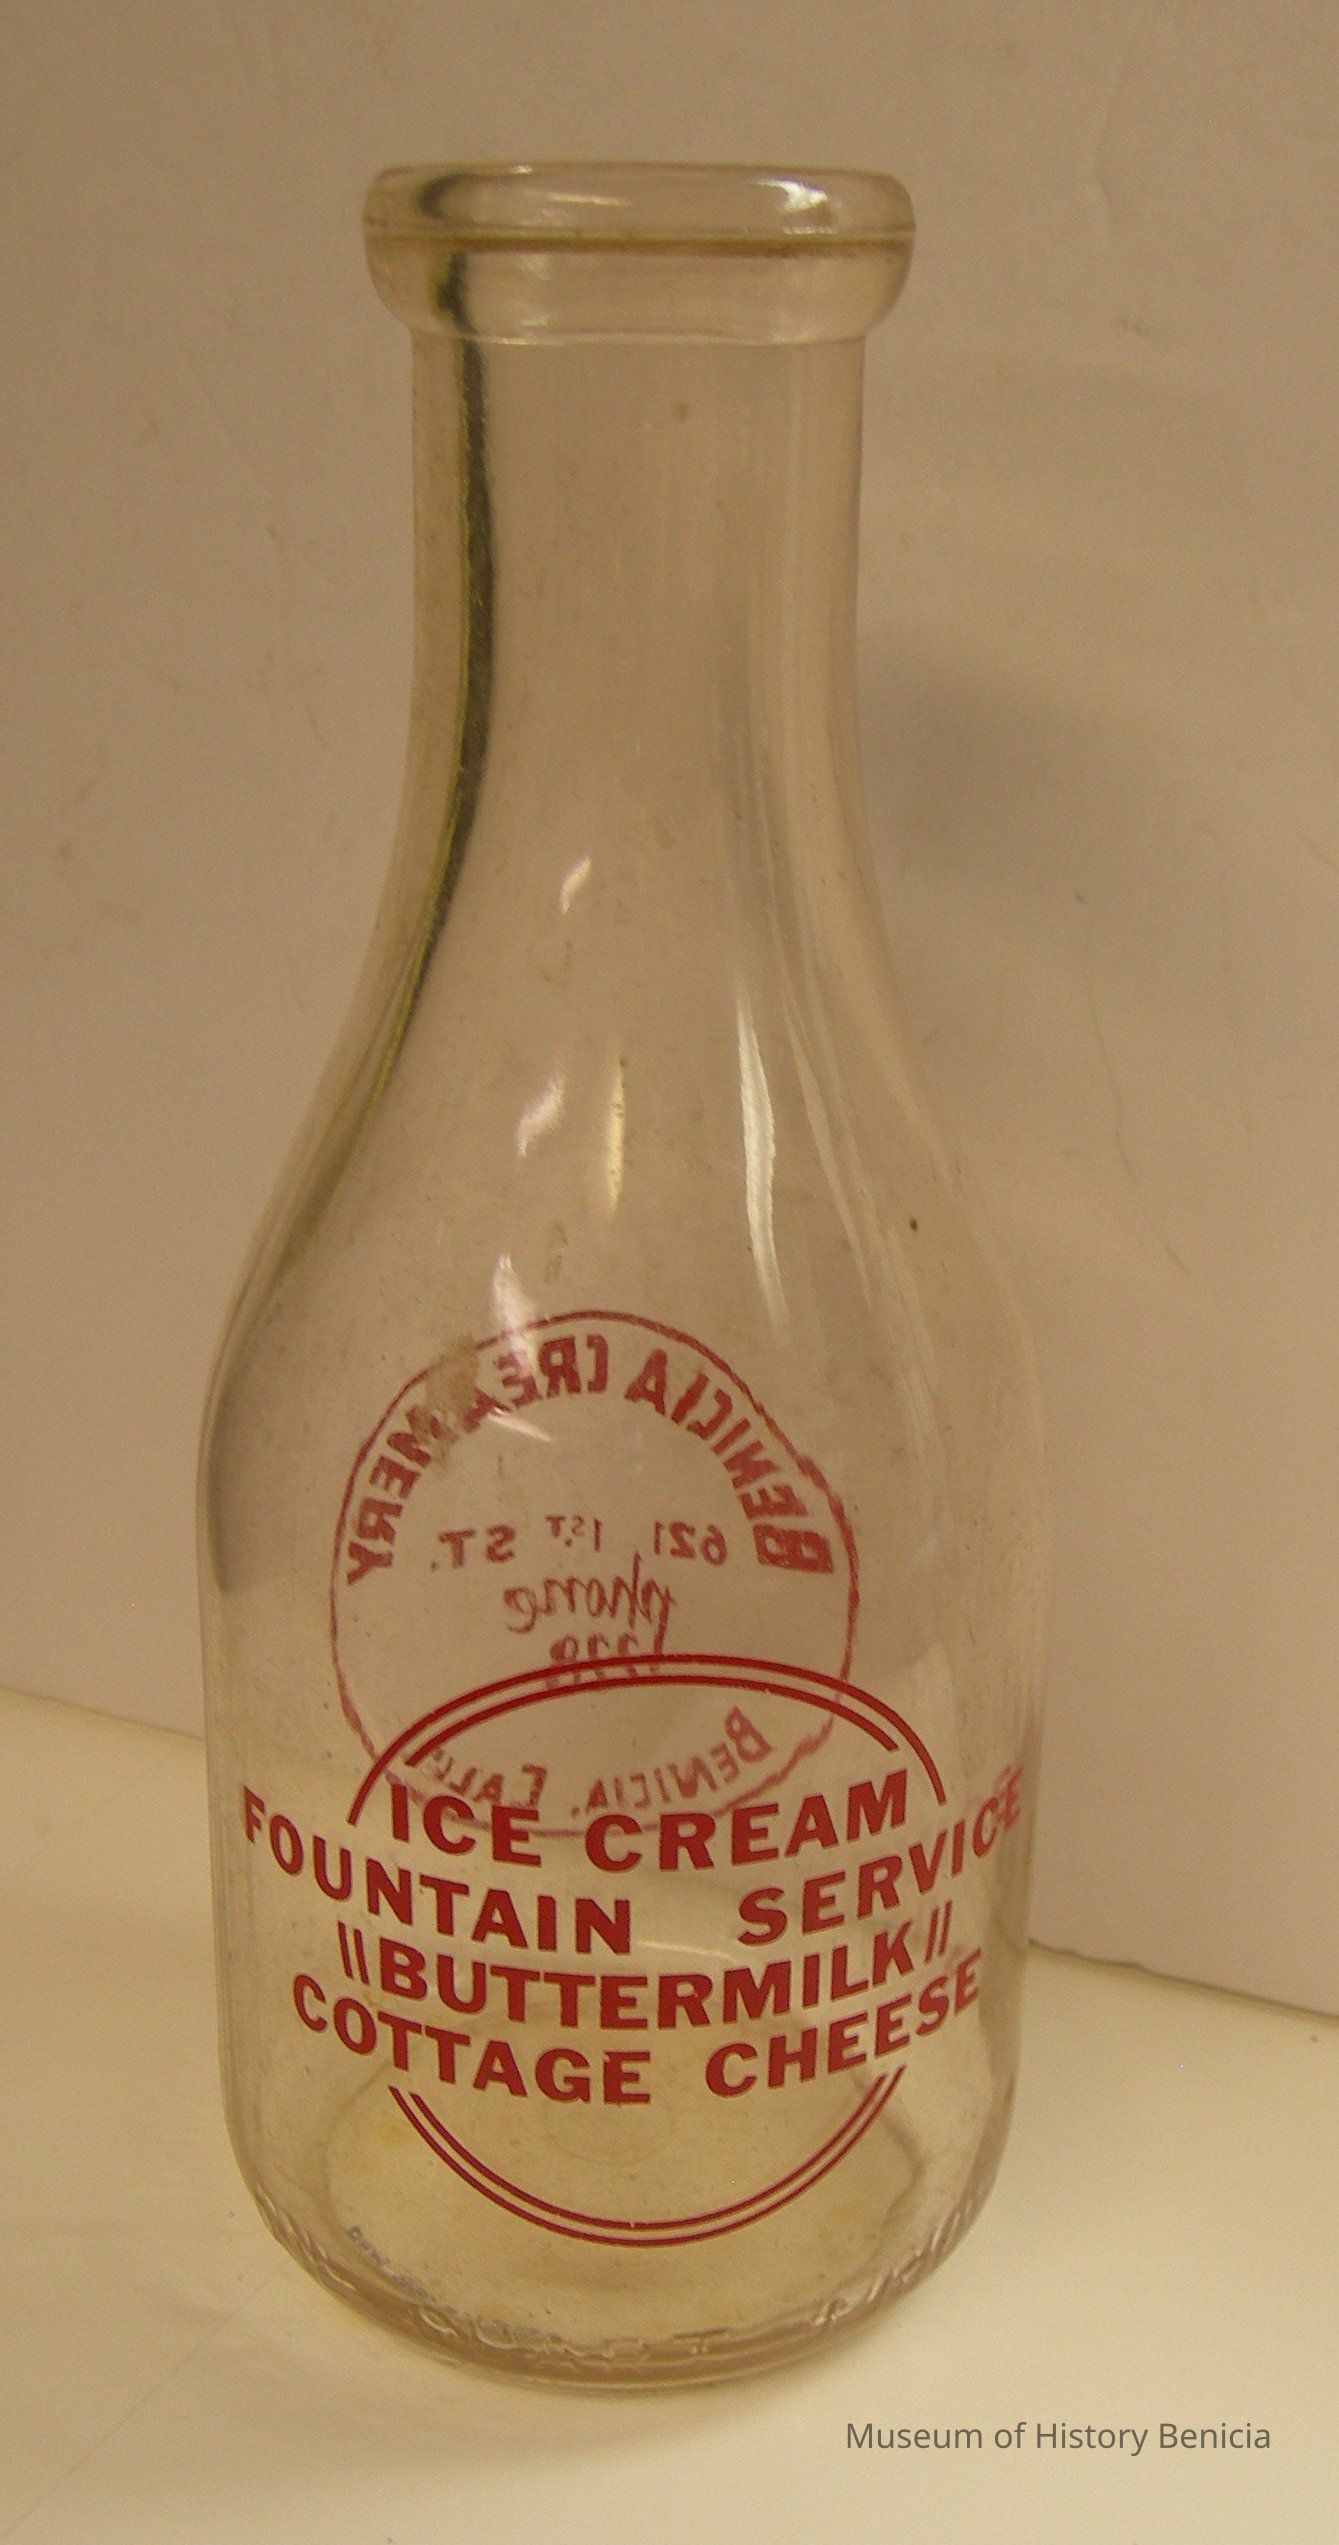 BENICIA CREAMERY
621 1ST ST.
phone
BENICIA, CALIF.
ICE CREAM
FOUNTAIN SERVICE
"BUTTERMILK"
COTTAGE CHEESE
Museum of History Benicia